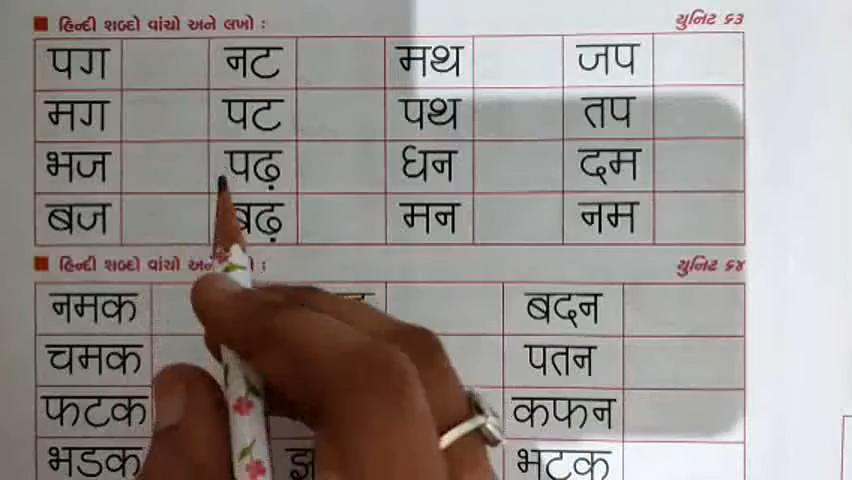 હિન્દી શબ્દો વાંચો અને લખો : યુનિટ ૬૩
पग नट मथ जप
मग पट पथ तप
भज पढ़ धन दम
बज बढ़ मन नम
હિન્દી શબ્દો વાંચો : યુનિટ ૬૪
नमक बदन
चमक पतन
फटक कफन
भडक भटक